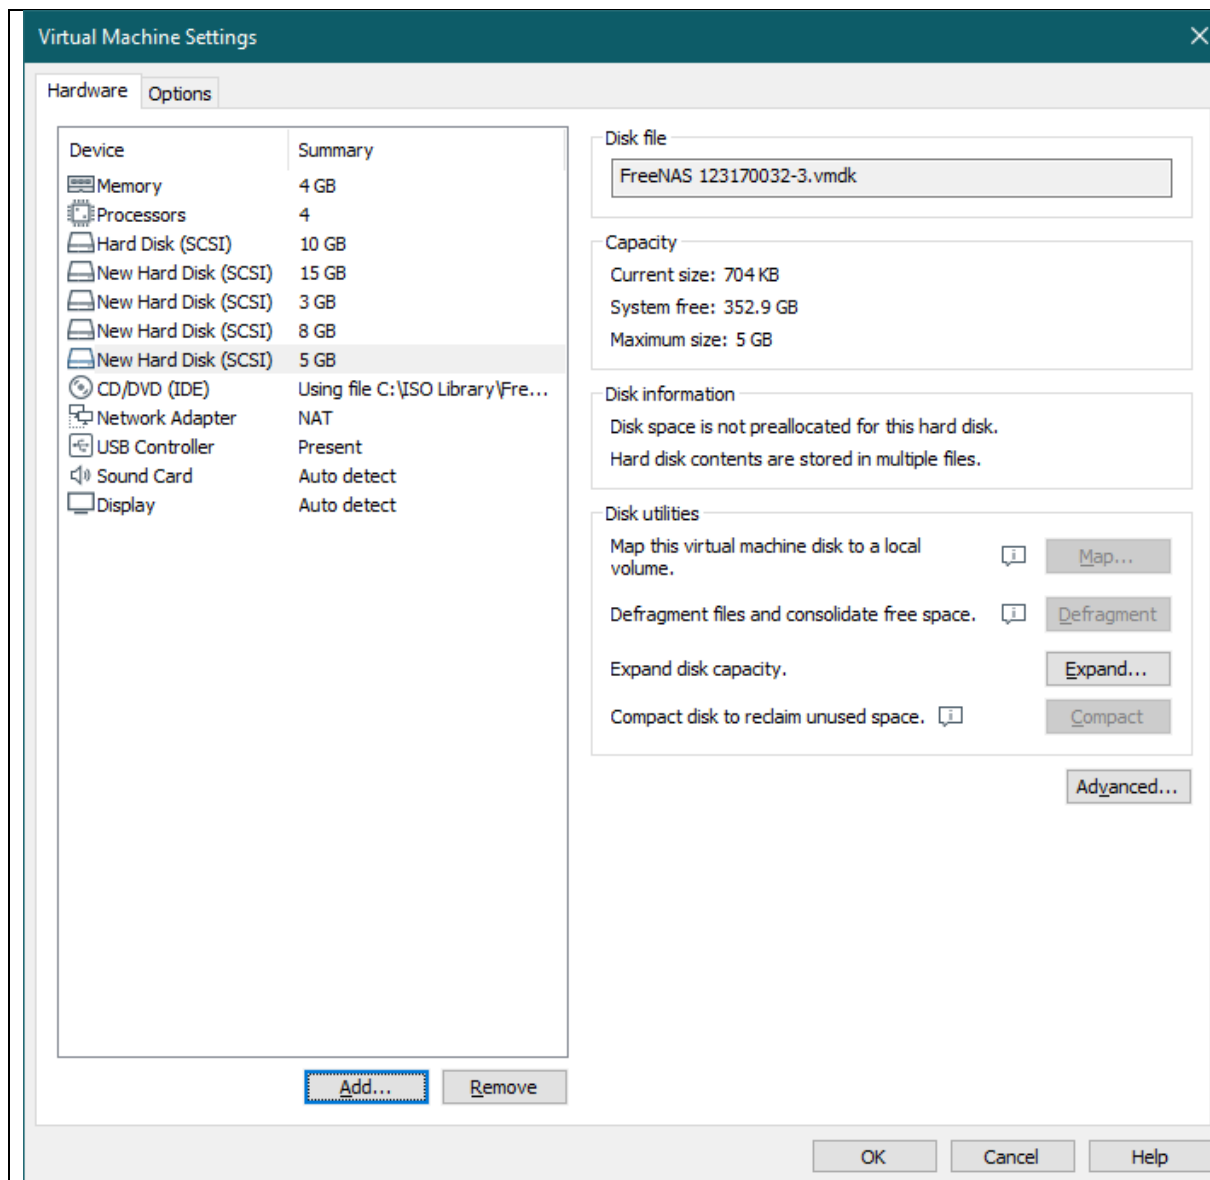 Virtual Machine Settings
Hardware Options
Device Summary
Memory 4 GB
Processors 4
Hard Disk (SCSI) 10 GB
New Hard Disk (SCSI) 15 GB
New Hard Disk (SCSI) 3 GB
New Hard Disk (SCSI) 8 GB
New Hard Disk (SCSI) 5 GB
CD/DVD (IDE) Using file C:\ISO Library\Fre...
Network Adapter NAT
USB Controller Present
Sound Card Auto detect
Display Auto detect
Add... Remove
Disk file
FreeNAS 123170032-3.vmdk
Capacity
Current size: 704 KB
System free: 352.9 GB
Maximum size: 5 GB
Disk information
Disk space is not preallocated for this hard disk.
Hard disk contents are stored in multiple files.
Disk utilities
Map this virtual machine disk to a local
volume.
Map...
Defragment files and consolidate free space. Defragment
Expand disk capacity. Expand...
Compact disk to reclaim unused space. Compact
Advanced...
OK Cancel Help